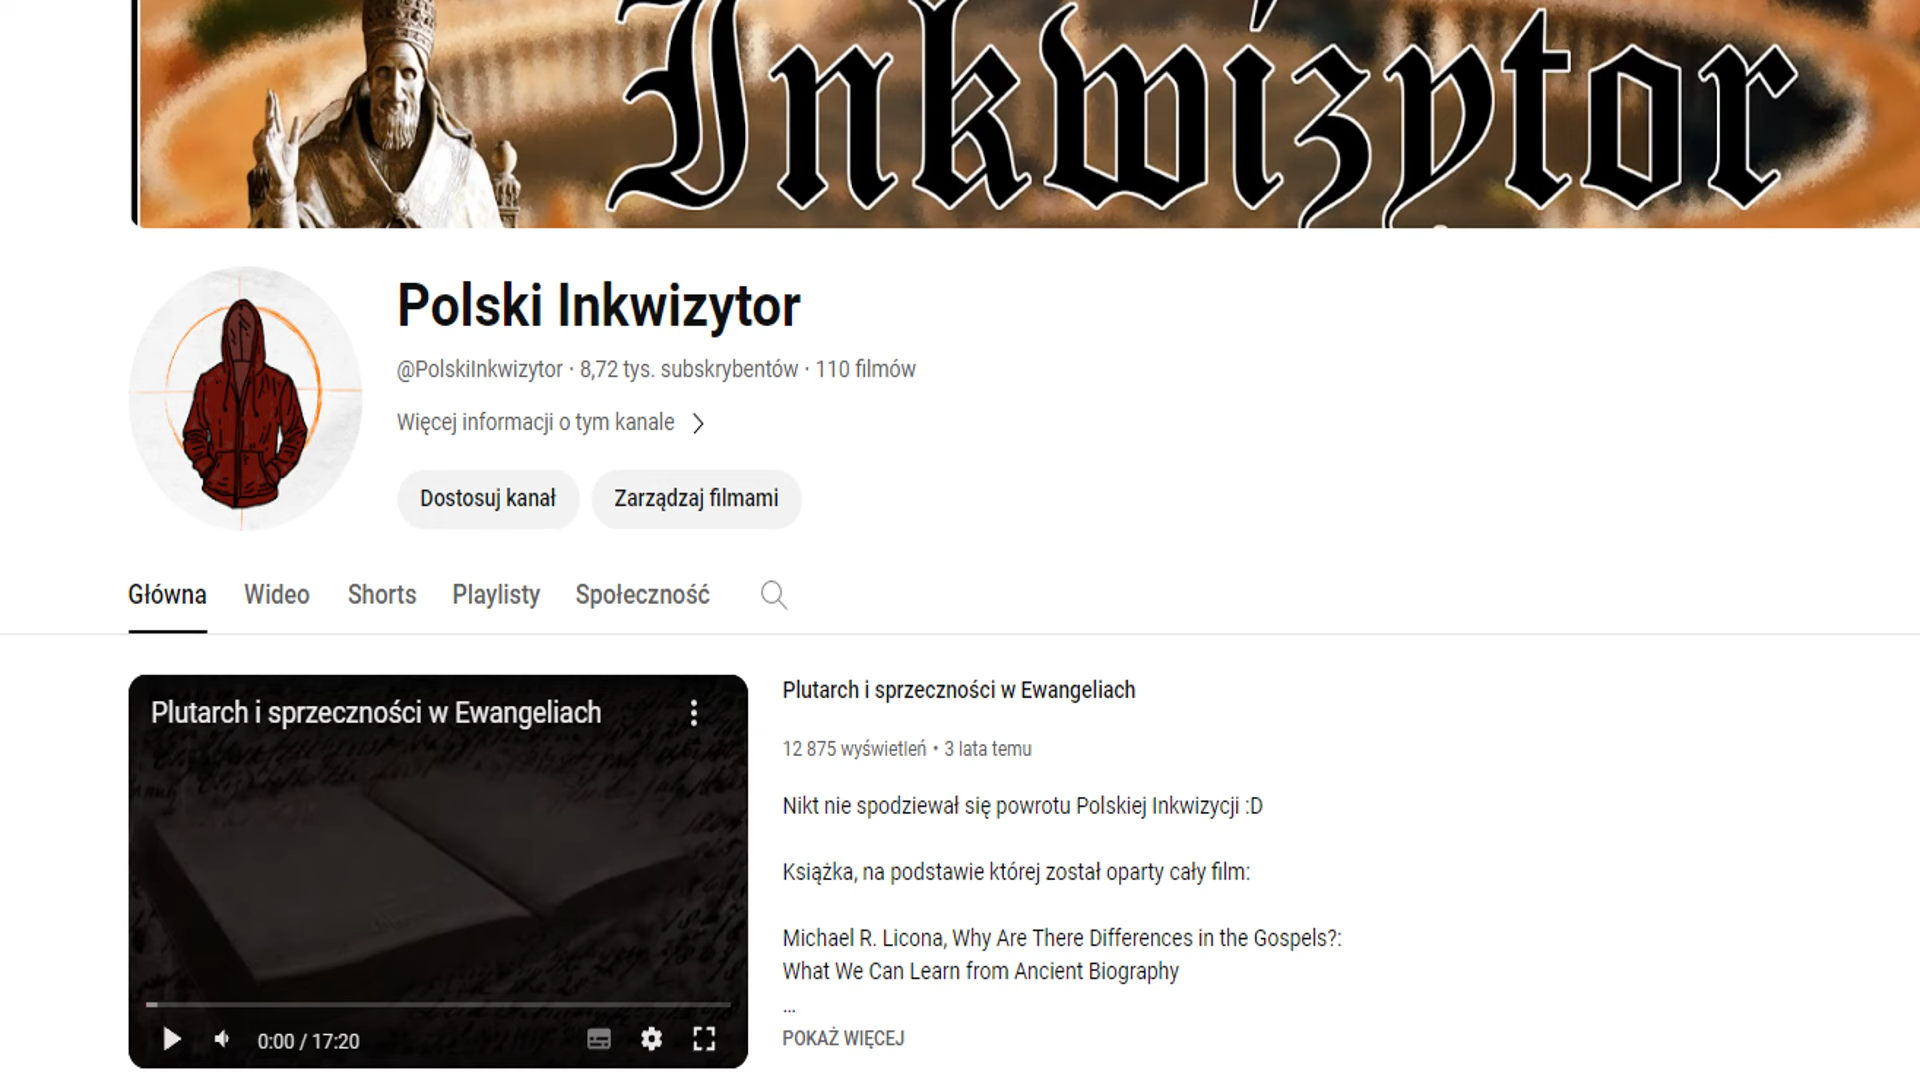 Inkwizytor
Polski Inkwizytor
@PolskiInkwizytor · 8,72 tys. subskrybentów · 110 filmów
Więcej informacji o tym kanale
Dostosuj kanał
Zarządzaj filmami
Główna
Wideo
Shorts
Playlisty
Społeczność
Plutarch i sprzeczności w Ewangeliach
0:00 / 17:20
Plutarch i sprzeczności w Ewangeliach
12 875 wyświetleń • 3 lata temu
Nikt nie spodziewał się powrotu Polskiej Inkwizycji :D
Książka, na podstawie której został oparty cały film:
Michael R. Licona, Why Are There Differences in the Gospels?:
What We Can Learn from Ancient Biography
...
POKAŻ WIĘCEJ